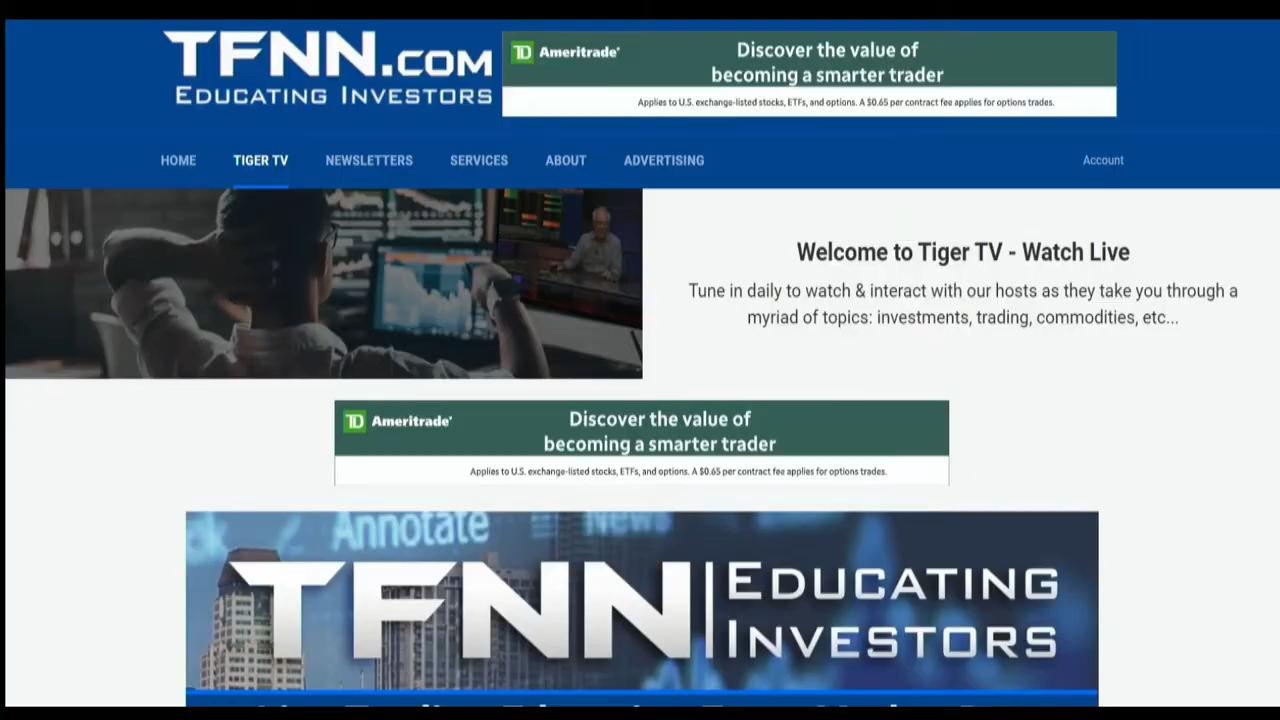 TFNN.COM
EDUCATING INVESTORS
TD Ameritrade
Discover the value of
becoming a smarter trader
Applies to U.S. exchange-listed stocks, ETFs, and options. A $0.65 per contract fee applies for options trades.
HOME TIGER TV NEWSLETTERS SERVICES ABOUT ADVERTISING Account
Welcome to Tiger TV - Watch Live
Tune in daily to watch & interact with our hosts as they take you through a
myriad of topics: investments, trading, commodities, etc...
TD Ameritrade
Discover the value of
becoming a smarter trader
Applies to U.S. exchange-listed stocks, ETFs, and options. A $0.65 per contract fee applies for options trades.
Annotate News
TFNN EDUCATING
INVESTORS